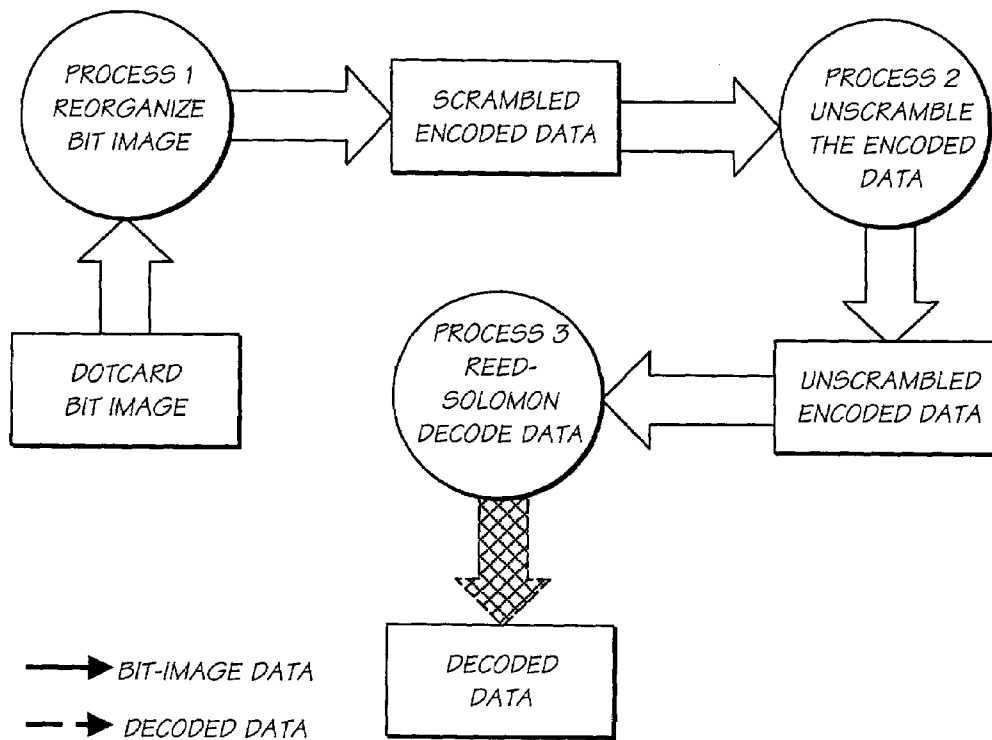 PROCESS 1
REORGANIZE
BIT IMAGE
SCRAMBLED
ENCODED DATA
PROCESS 2
UNSCRAMBLE
THE ENCODED
DATA
DOTCARD
BIT IMAGE
PROCESS 3
REED-
SOLOMON
DECODE DATA
UNSCRAMBLED
ENCODED DATA
DECODED
DATA
BIT-IMAGE DATA
DECODED DATA